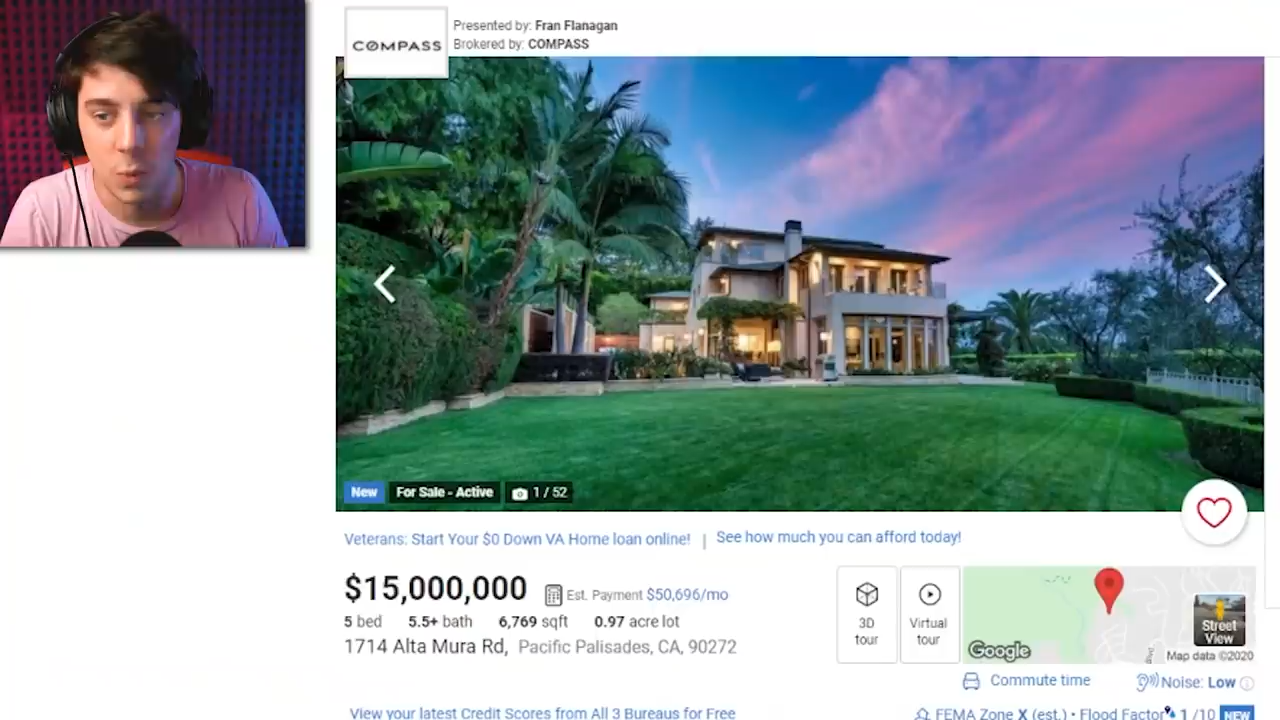 COMPASS
Presented by: Fran Flanagan
Brokered by: COMPASS
New
For Sale - Active
1 / 52
Veterans: Start Your $0 Down VA Home loan online! | See how much you can afford today!
$15,000,000
Est. Payment $50,696/mo
5 bed 5.5+ bath 6,769 sqft 0.97 acre lot
1714 Alta Mura Rd, Pacific Palisades, CA, 90272
3D
tour
Virtual
tour
Google
Street
View
Map data ©2020
Commute time
Noise: Low
View your latest Credit Scores from All 3 Bureaus for Free
FEMA Zone X (est.) • Flood Factor 1 /10 NEW